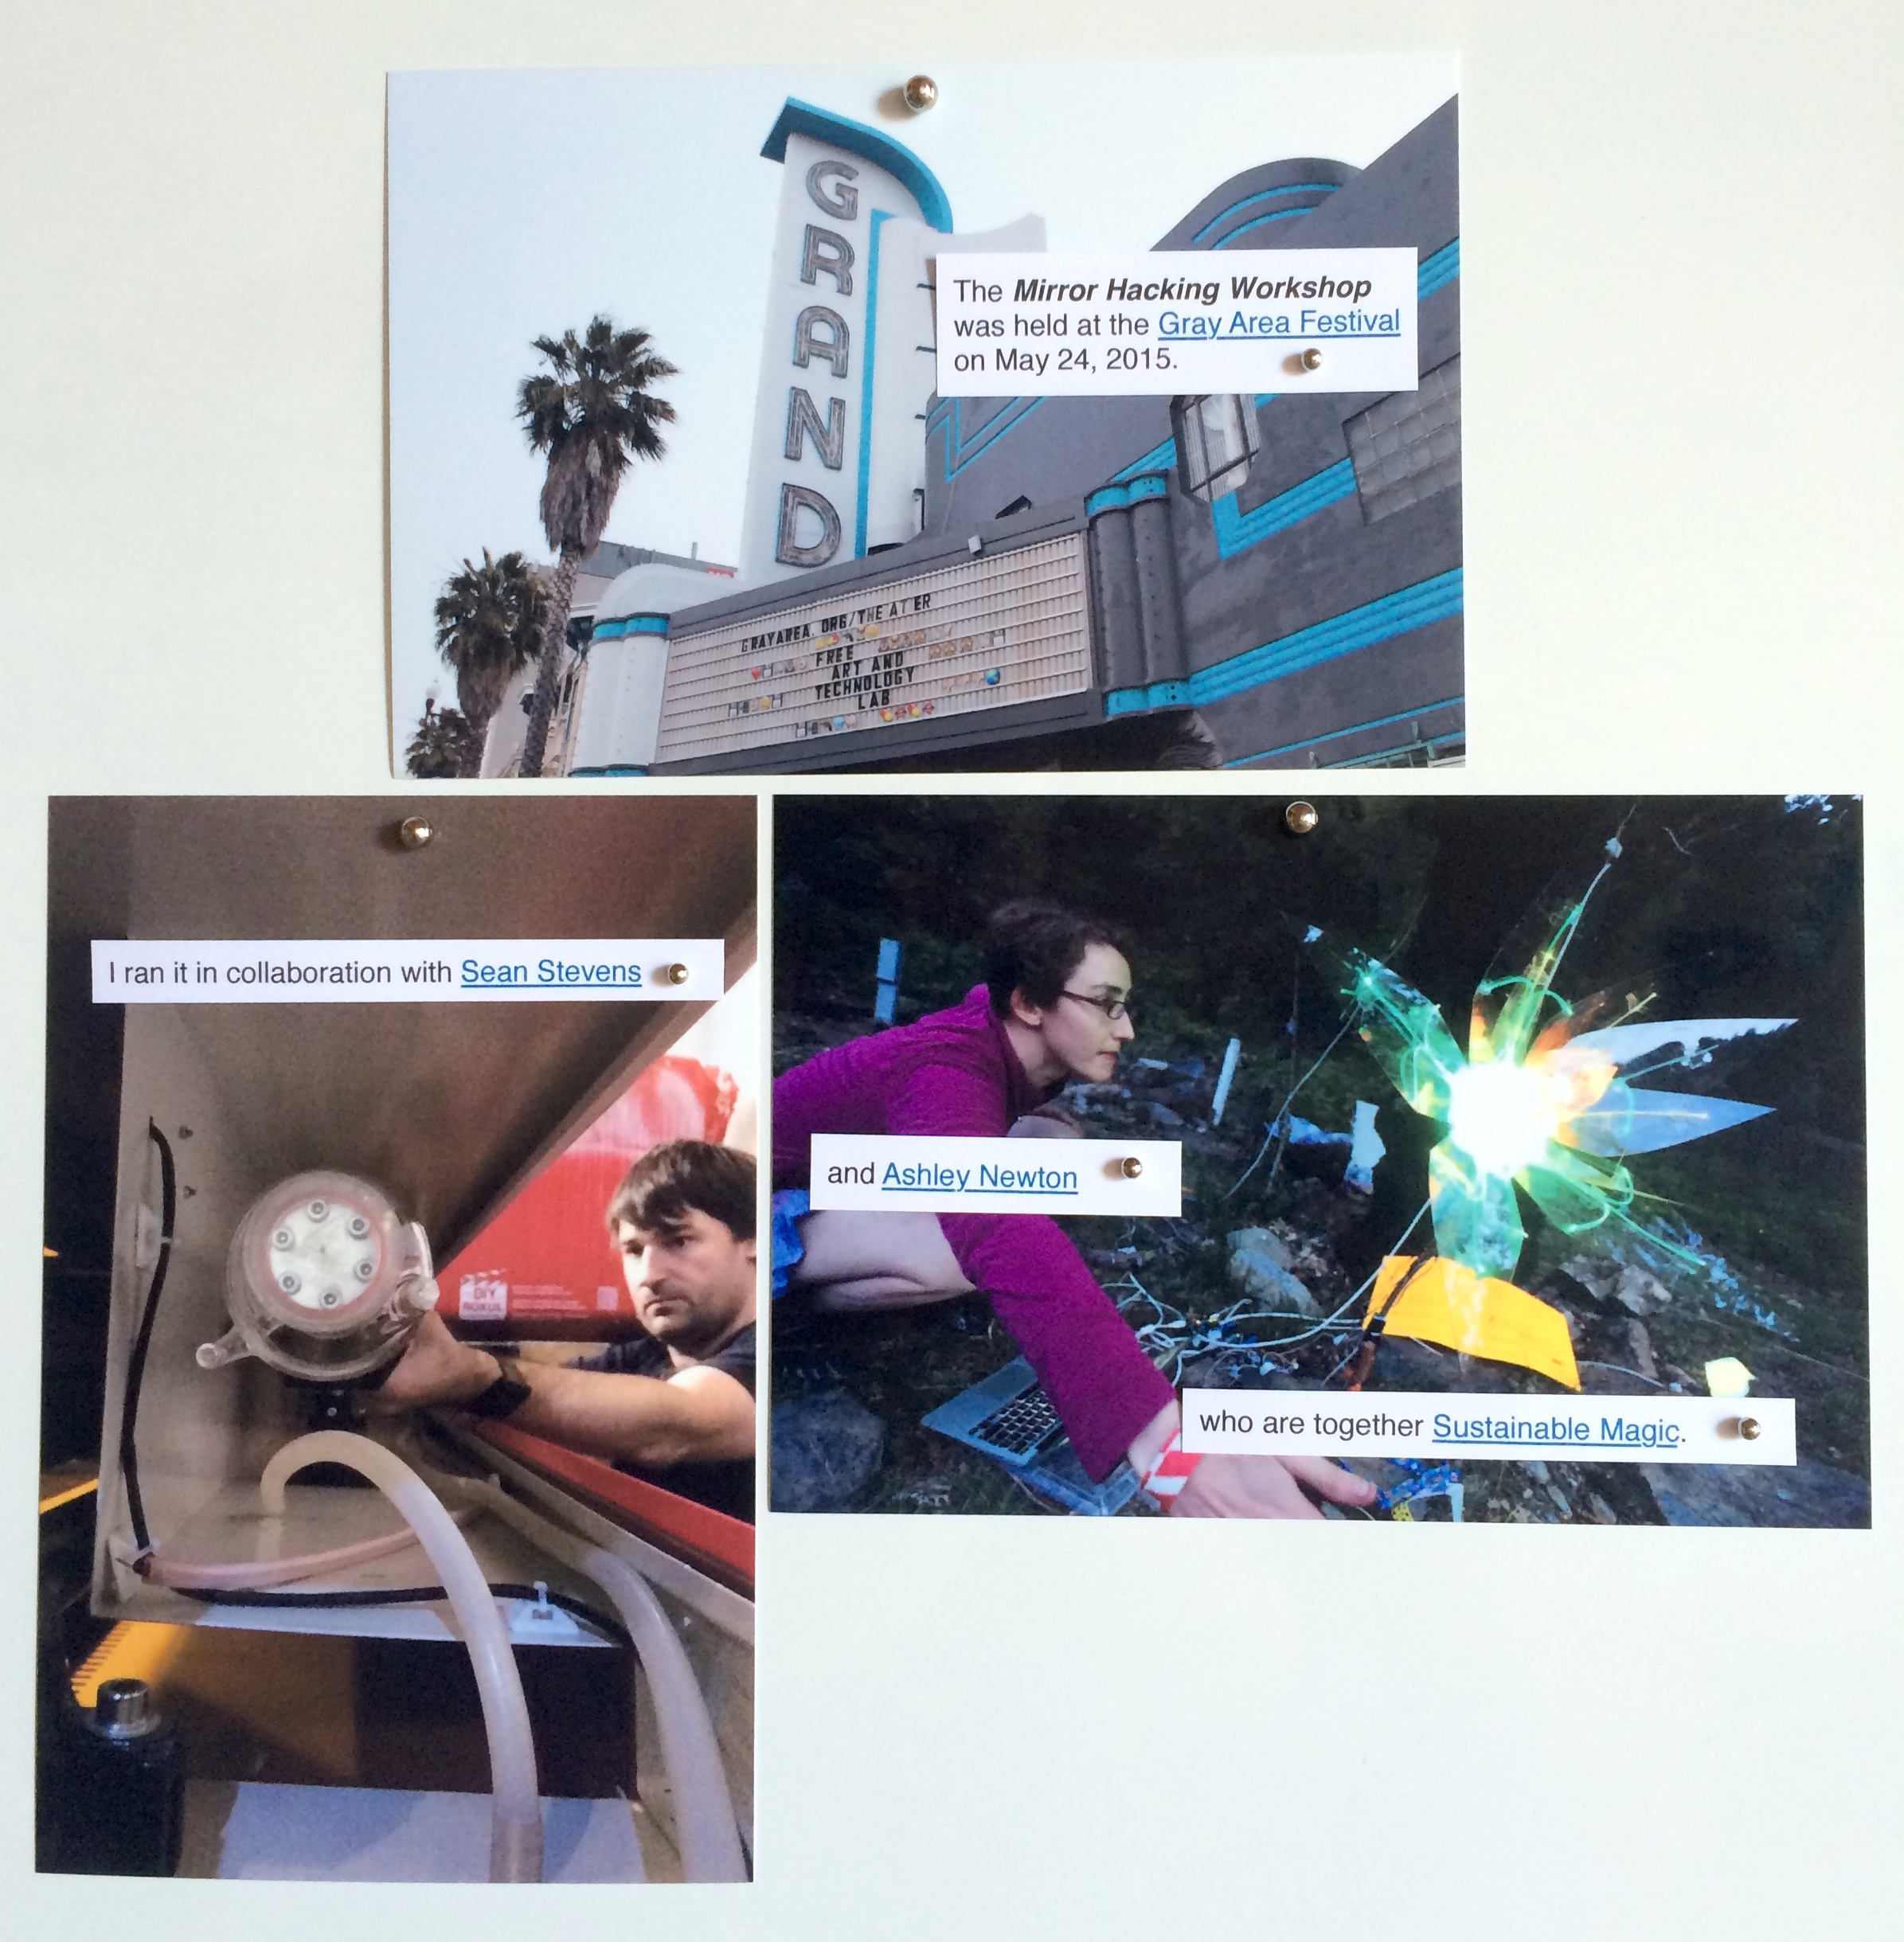 GRAND
The Mirror Hacking Workshop
was held at the Gray Area Festival
on May 24, 2015.
GRAYAREA.ORG/THEATER
FREE
ART AND
TECHNOLOGY
LAB
I ran it in collaboration with Sean Stevens
DIY
and Ashley Newton
who are together Sustainable Magic.